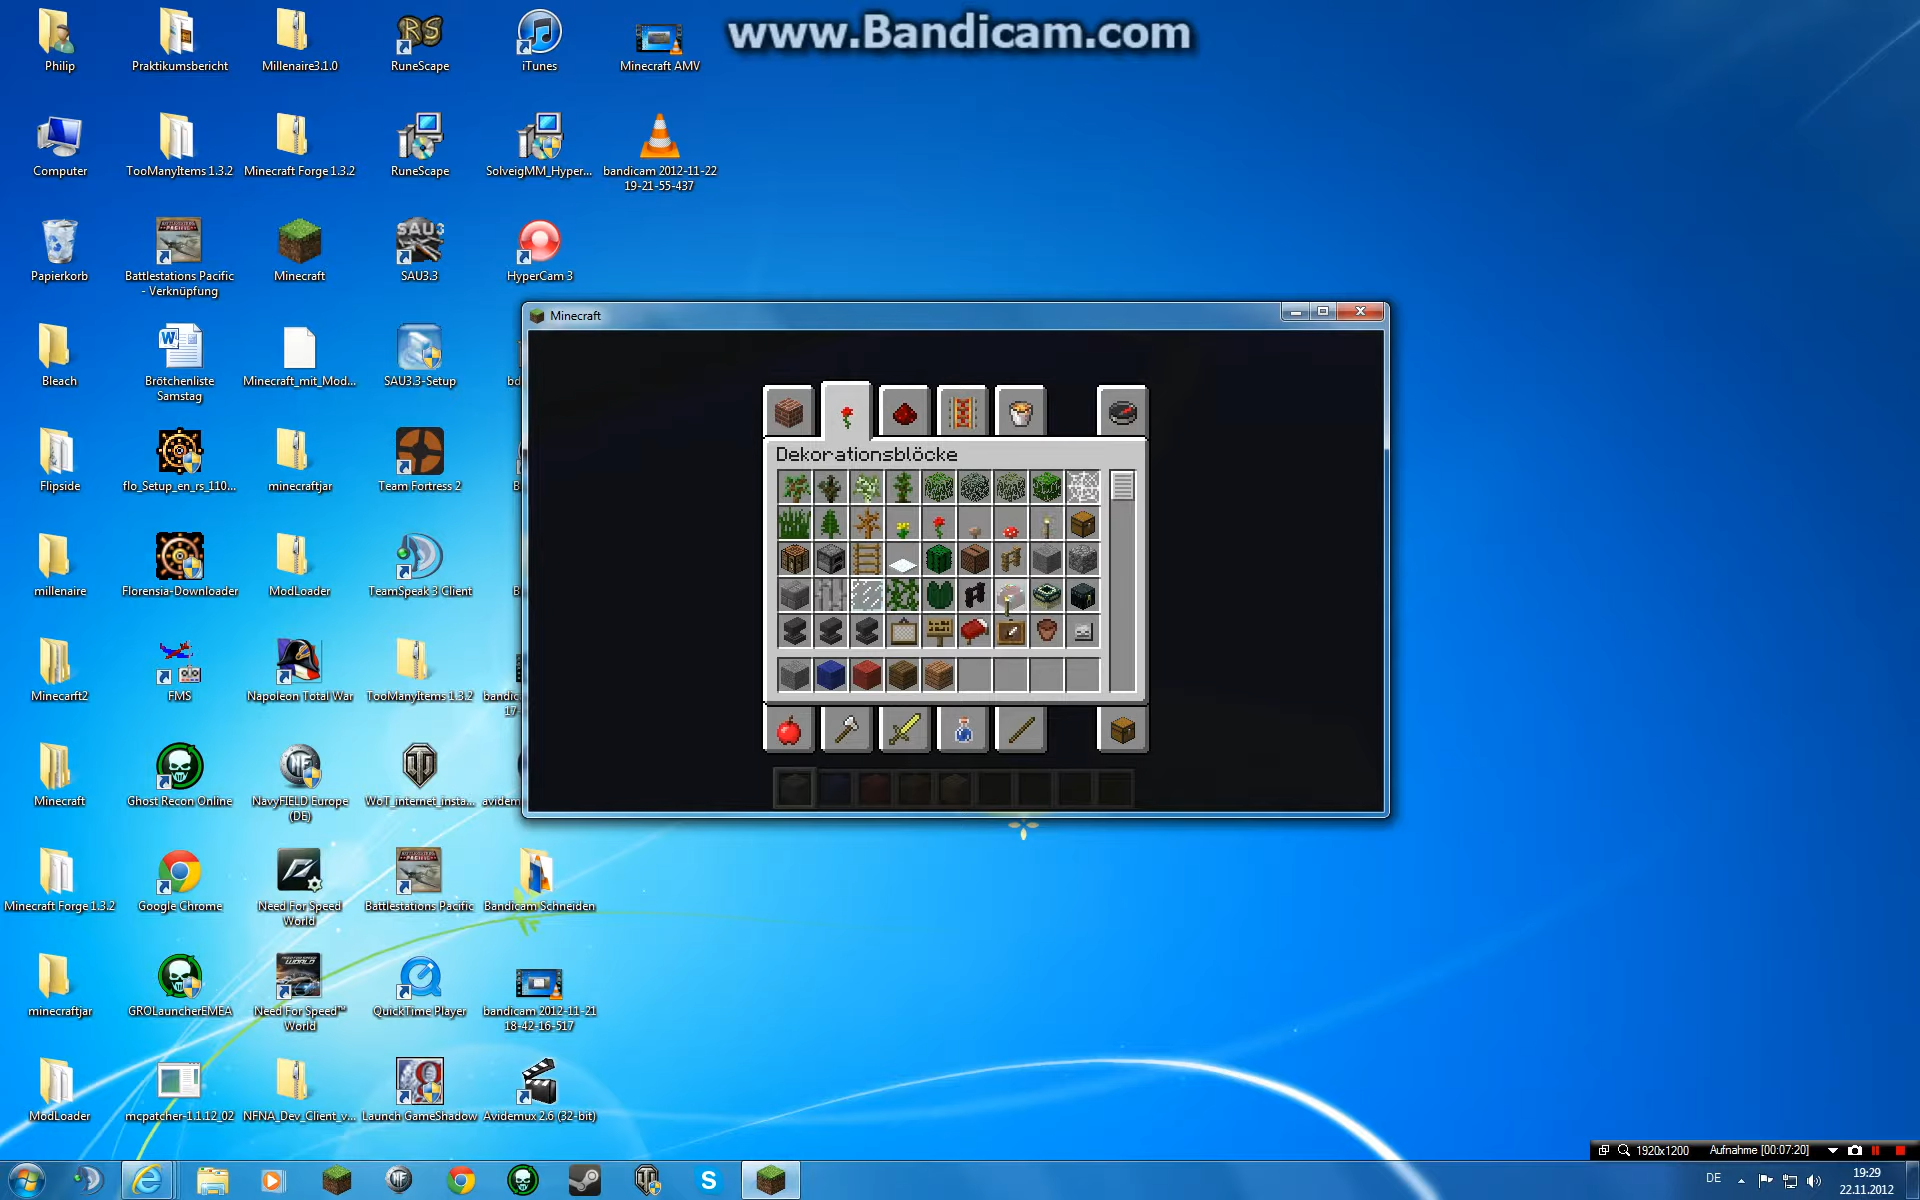 www.Bandicam.com
Philip
Praktikumsbericht
Millenaire3.1.0
RuneScape
iTunes
Minecraft AMV
Computer
TooManyItems 1.3.2
Minecraft Forge 1.3.2
RuneScape
SolveigMM_Hyper...
bandicam 2012-11-22
19-21-55-437
Papierkorb
Battlestations Pacific
- Verknüpfung
Minecraft
SAU3
SAU3.3
HyperCam 3
Minecraft
Bleach
Brötchenliste
Samstag
Minecraft_mit_Mod...
SAU3.3-Setup
bd
Dekorationsblöcke
Flipside
flo_Setup_en_rs_110...
minecraftjar
Team Fortress 2
millenaire
Florensia-Downloader
ModLoader
TeamSpeak 3 Client
Minecarft2
FMS
Napoleon Total War
TooManyItems 1.3.2
bandic
17-
Minecraft
Ghost Recon Online
NavyFIELD Europe
(DE)
WoT_internet_insta...
avidem
Minecraft Forge 1.3.2
Google Chrome
Need For Speed
World
Battlestations Pacific
Bandicam Schneiden
minecraftjar
GROLauncherEMEA
Need For Speed™
World
QuickTime Player
bandicam 2012-11-21
18-42-16-517
ModLoader
mcpatcher-1.1.12_02
NFNA_Dev_Client_v...
Launch GameShadow
Avidemux 2.6 (32-bit)
1920x1200
Aufnahme [00:07:20]
DE
19:29
22.11.2012